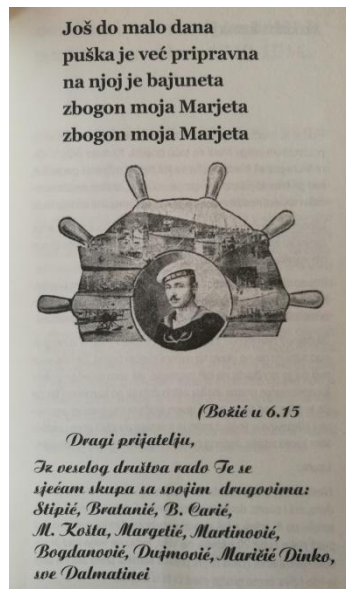 Još do malo dana
puška je već pripravna
na njoj je bajuneta
zbogon moja Marjeta
zbogon moja Marjeta
(Božić u 6.15
Dragi prijatelju,
Iz veselog društva rado Te se
sjećam skupa sa svojim drugovima:
Stipić, Bratanić, B. Carić,
M. Košta, Margetić, Martinović,
Bogdanović, Dujmović, Maričić Dinko,
sve Dalmatinci